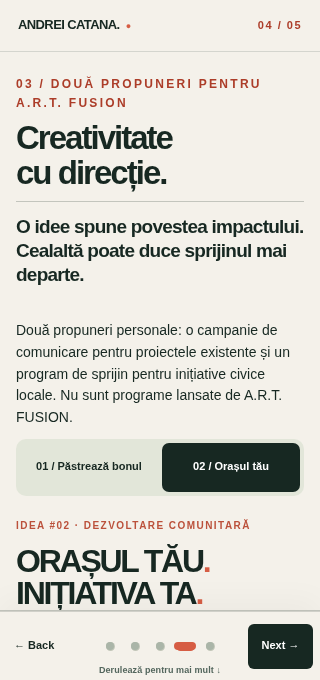 ANDREI CATANA.
04 / 05
03 / DOUĂ PROPUNERI PENTRU
A.R.T. FUSION
Creativitate
cu direcție.
O idee spune povestea impactului.
Cealaltă poate duce sprijinul mai
departe.
Două propuneri personale: o campanie de
comunicare pentru proiectele existente și un
program de sprijin pentru inițiative civice
locale. Nu sunt programe lansate de A.R.T.
FUSION.
01 / Păstrează bonul
02 / Orașul tău
IDEA #02 · DEZVOLTARE COMUNITARĂ
ORAȘUL TĂU.
INIȚIATIVA TA.
← Back
Next →
Derulează pentru mai mult ↓